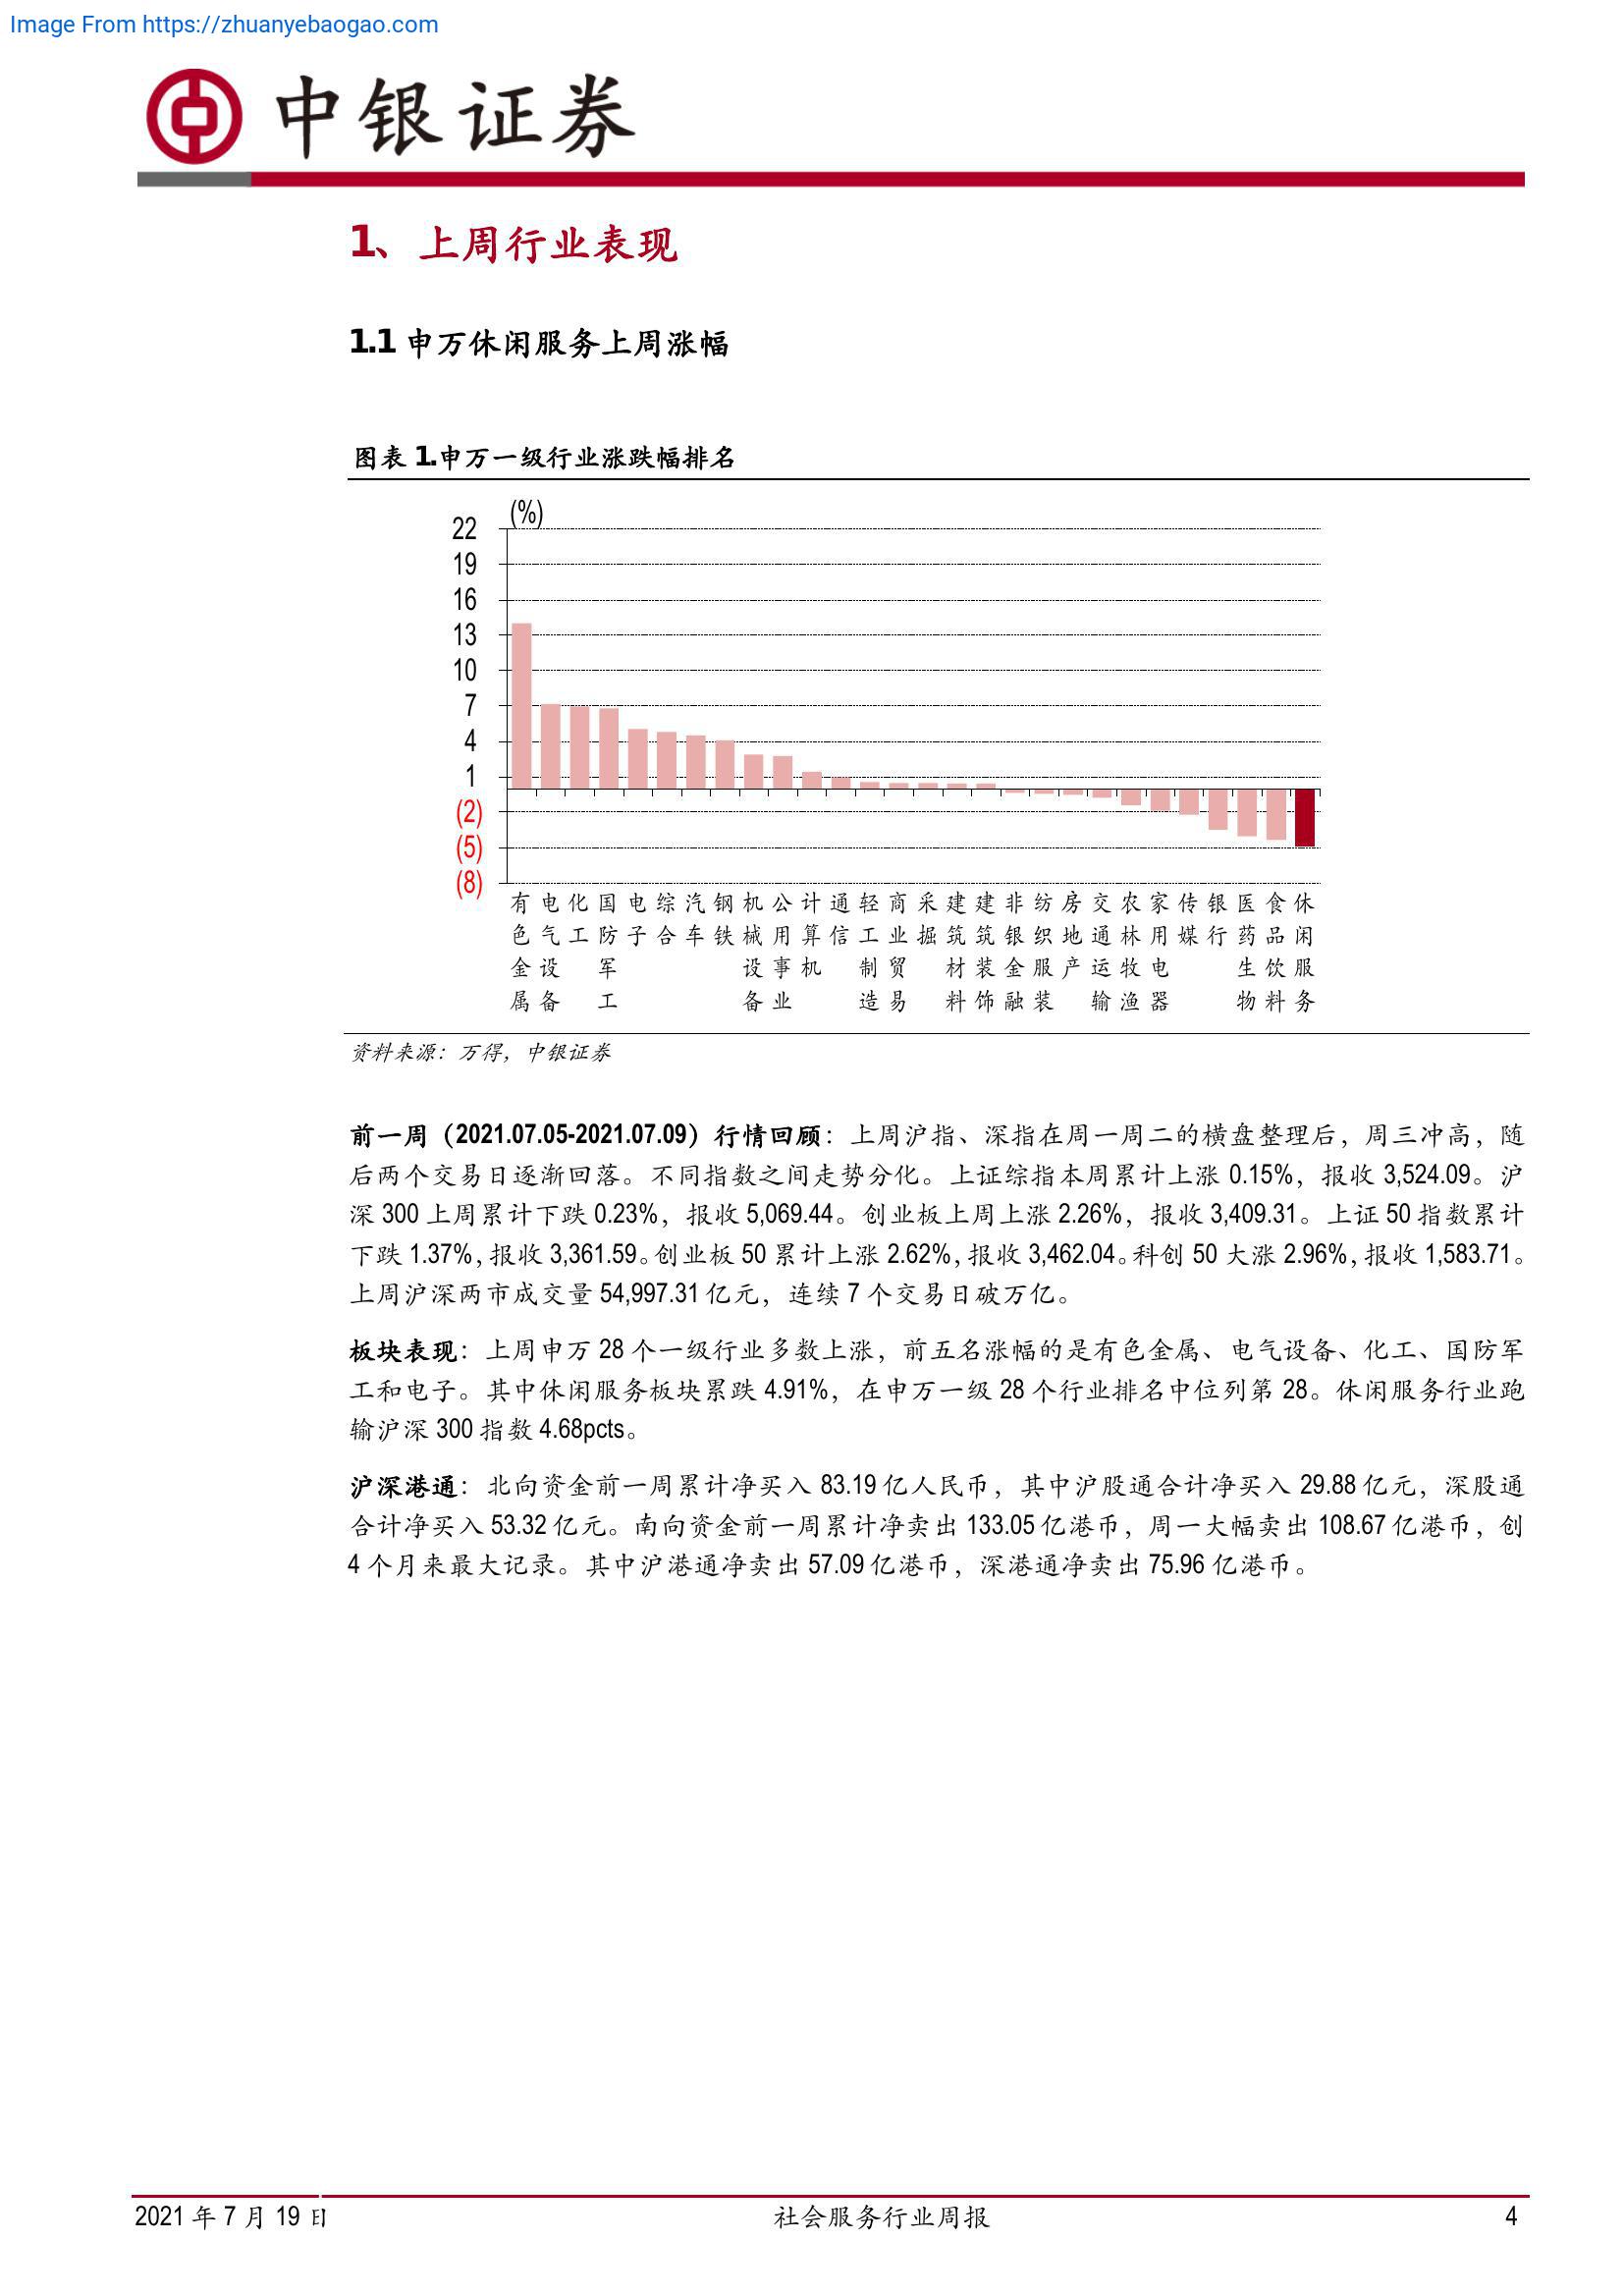 Image From https://zhuanyebaogao.com
中银证券
1、上周行业表现
1.1 申万休闲服务上周涨幅
图表 1.申万一级行业涨跌幅排名
(%)
22
19
16
13
10
7
4
1
(2)
(5)
(8)
有色金属
电气设备
化工
国防军工
电子
综合
汽车
钢铁
机械设备
公用事业
计算机
通信
轻工制造
商业贸易
采掘
建筑材料
建筑装饰
非银金融
纺织服装
房地产
交通运输
农林牧渔
家用电器
传媒
银行
医药生物
食品饮料
休闲服务
资料来源：万得，中银证券
前一周（2021.07.05-2021.07.09）行情回顾：上周沪指、深指在周一周二的横盘整理后，周三冲高，随
后两个交易日逐渐回落。不同指数之间走势分化。上证综指本周累计上涨 0.15%，报收 3,524.09。沪
深 300 上周累计下跌 0.23%，报收 5,069.44。创业板上周上涨 2.26%，报收 3,409.31。上证 50 指数累计
下跌 1.37%，报收 3,361.59。创业板 50 累计上涨 2.62%，报收 3,462.04。科创 50 大涨 2.96%，报收 1,583.71。
上周沪深两市成交量 54,997.31 亿元，连续 7 个交易日破万亿。
板块表现：上周申万 28 个一级行业多数上涨，前五名涨幅的是有色金属、电气设备、化工、国防军
工和电子。其中休闲服务板块累跌 4.91%，在申万一级 28 个行业排名中位列第 28。休闲服务行业跑
输沪深 300 指数 4.68pcts。
沪深港通：北向资金前一周累计净买入 83.19 亿人民币，其中沪股通合计净买入 29.88 亿元，深股通
合计净买入 53.32 亿元。南向资金前一周累计净卖出 133.05 亿港币，周一大幅卖出 108.67 亿港币，创
4 个月来最大记录。其中沪港通净卖出 57.09 亿港币，深港通净卖出 75.96 亿港币。
2021 年 7 月 19 日
社会服务行业周报
4